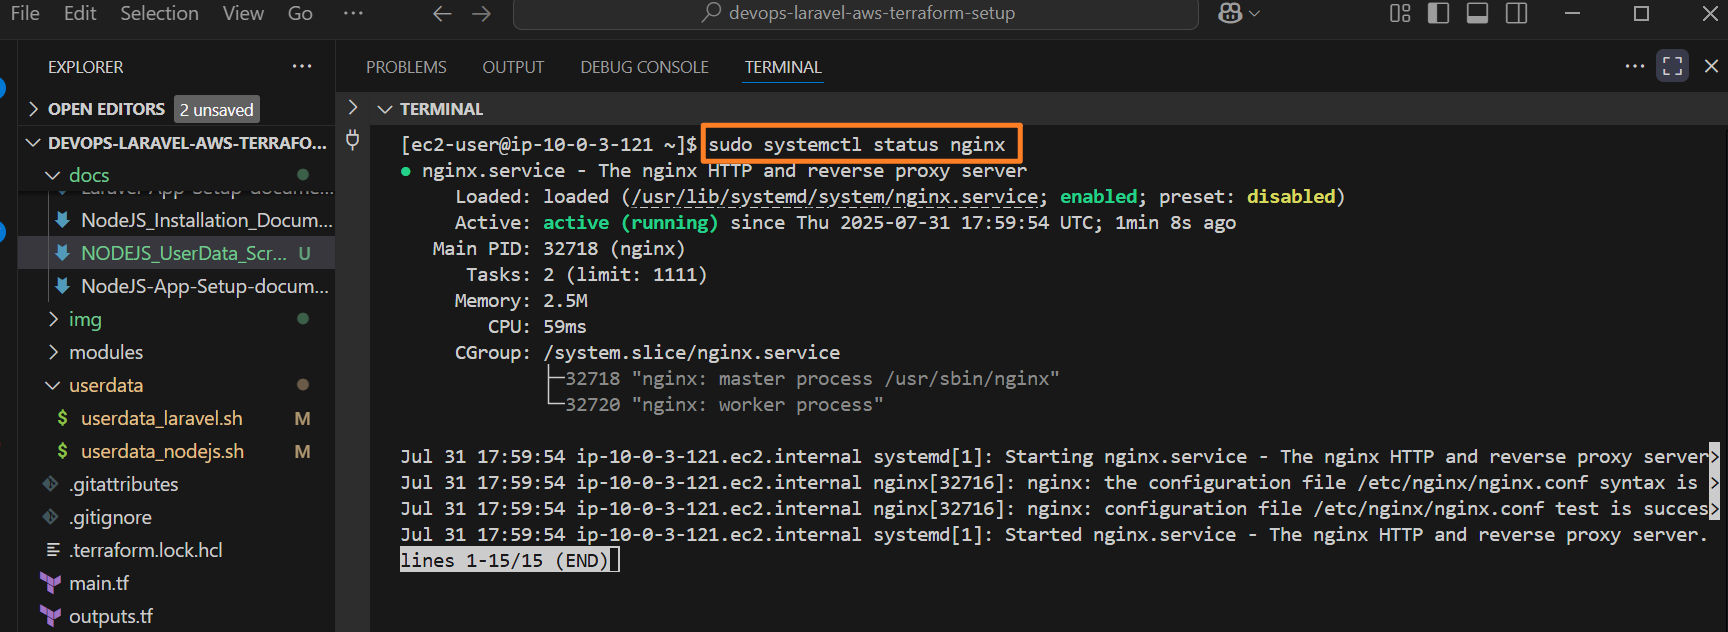 File Edit Selection View Go ···
devops-laravel-aws-terraform-setup
EXPLORER ···
OPEN EDITORS 2 unsaved
DEVOPS-LARAVEL-AWS-TERRAFO...
docs
Laravel-App-Setup-docume...
NodeJS_Installation_Docum...
NODEJS_UserData_Scr... U
NodeJS-App-Setup-docum...
img
modules
userdata
$ userdata_laravel.sh M
$ userdata_nodejs.sh M
.gitattributes
.gitignore
.terraform.lock.hcl
main.tf
outputs.tf
PROBLEMS OUTPUT DEBUG CONSOLE TERMINAL
TERMINAL
[ec2-user@ip-10-0-3-121 ~]$ sudo systemctl status nginx
● nginx.service - The nginx HTTP and reverse proxy server
Loaded: loaded (/usr/lib/systemd/system/nginx.service; enabled; preset: disabled)
Active: active (running) since Thu 2025-07-31 17:59:54 UTC; 1min 8s ago
Main PID: 32718 (nginx)
Tasks: 2 (limit: 1111)
Memory: 2.5M
CPU: 59ms
CGroup: /system.slice/nginx.service
├─32718 "nginx: master process /usr/sbin/nginx"
└─32720 "nginx: worker process"
Jul 31 17:59:54 ip-10-0-3-121.ec2.internal systemd[1]: Starting nginx.service - The nginx HTTP and reverse proxy server>
Jul 31 17:59:54 ip-10-0-3-121.ec2.internal nginx[32716]: nginx: the configuration file /etc/nginx/nginx.conf syntax is >
Jul 31 17:59:54 ip-10-0-3-121.ec2.internal nginx[32716]: nginx: configuration file /etc/nginx/nginx.conf test is succes>
Jul 31 17:59:54 ip-10-0-3-121.ec2.internal systemd[1]: Started nginx.service - The nginx HTTP and reverse proxy server.
lines 1-15/15 (END)